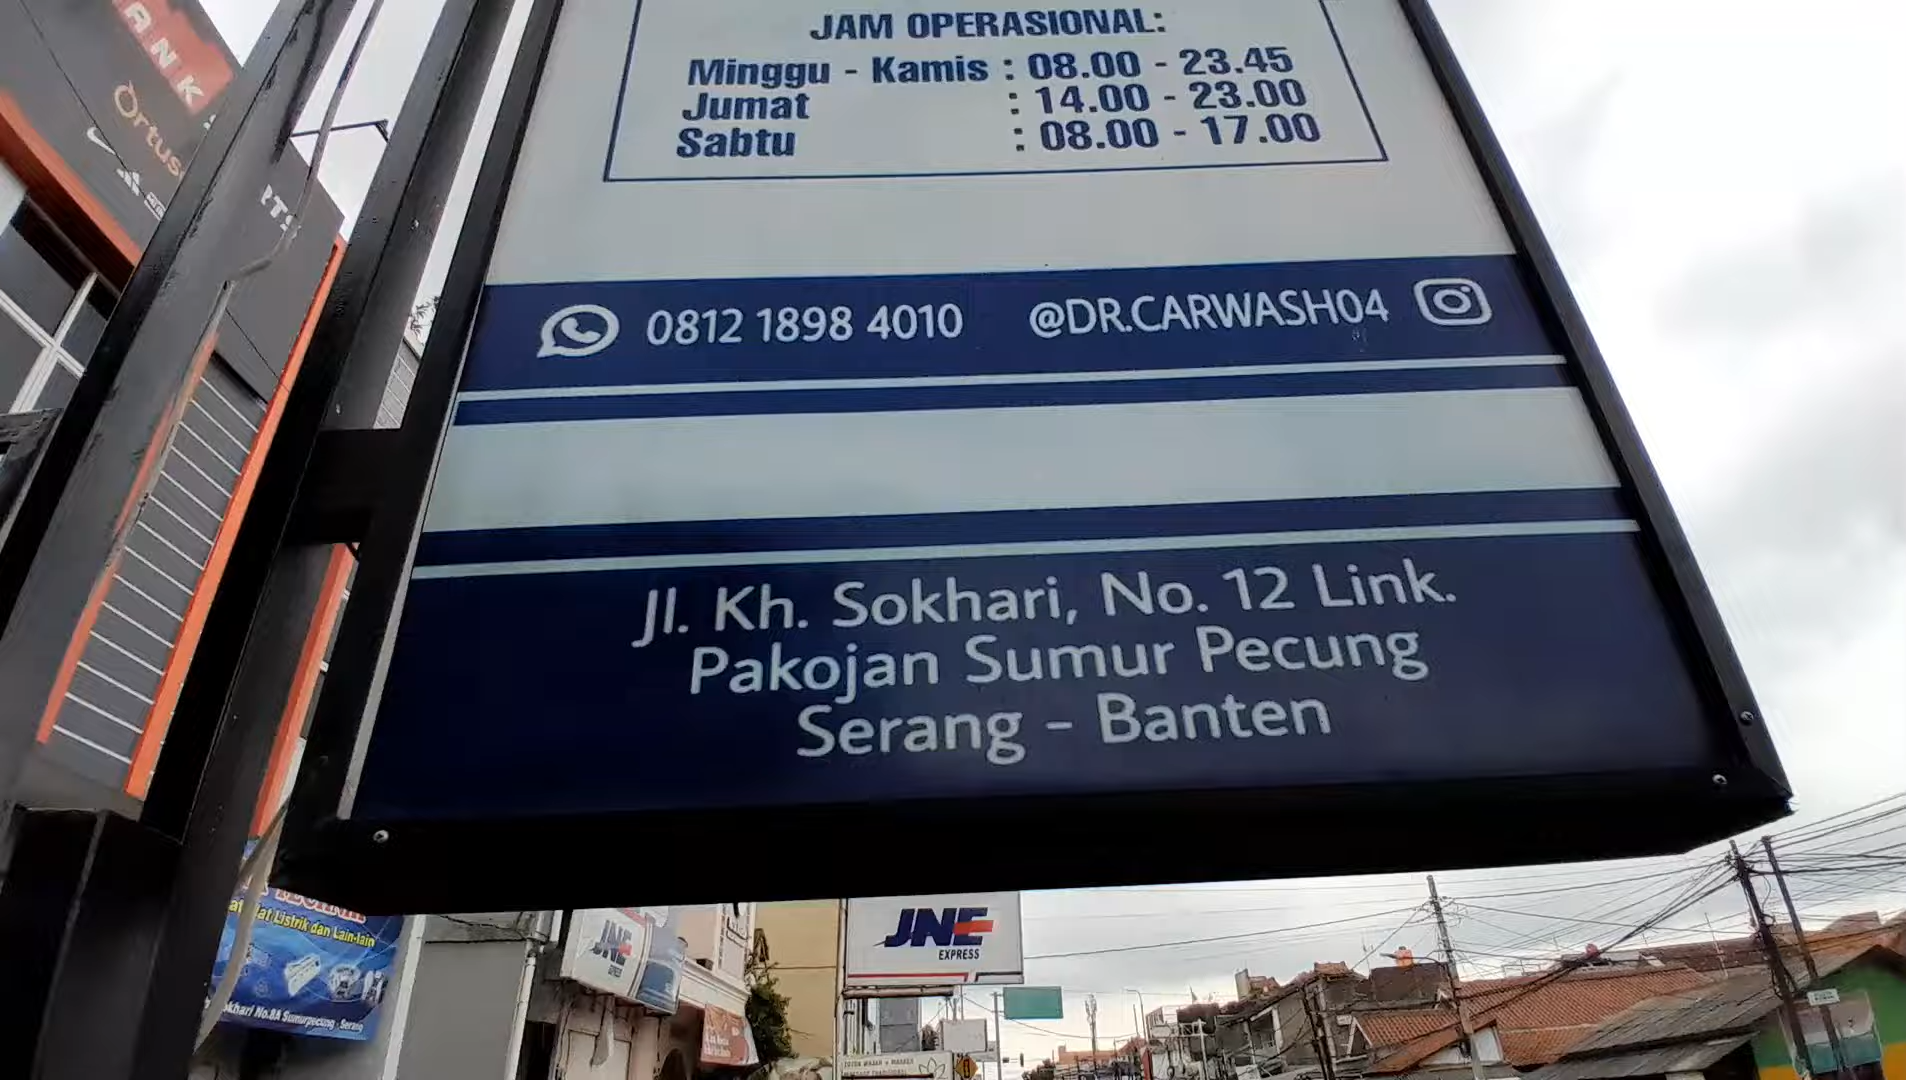 JAM OPERASIONAL:
Minggu - Kamis : 08.00 - 23.45
Jumat : 14.00 - 23.00
Sabtu : 08.00 - 17.00
0812 1898 4010 @DR.CARWASH04
Jl. Kh. Sokhari, No. 12 Link.
Pakojan Sumur Pecung
Serang - Banten
Ortus
JNE
EXPRESS
JNE
EXPRESS
Listrik dan Lain-lain
No.8A Sumurpecung - Serang